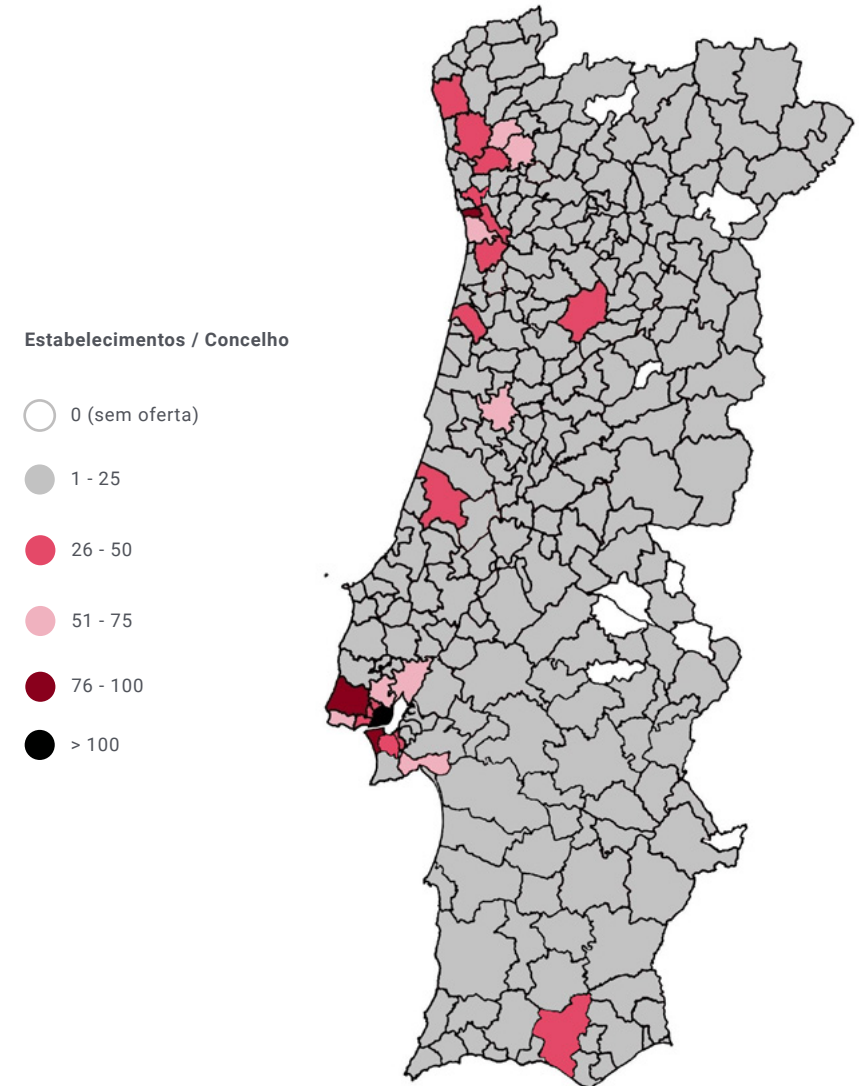 Estabelecimentos / Concelho
0 (sem oferta)
1 - 25
26 - 50
51 - 75
76 - 100
> 100